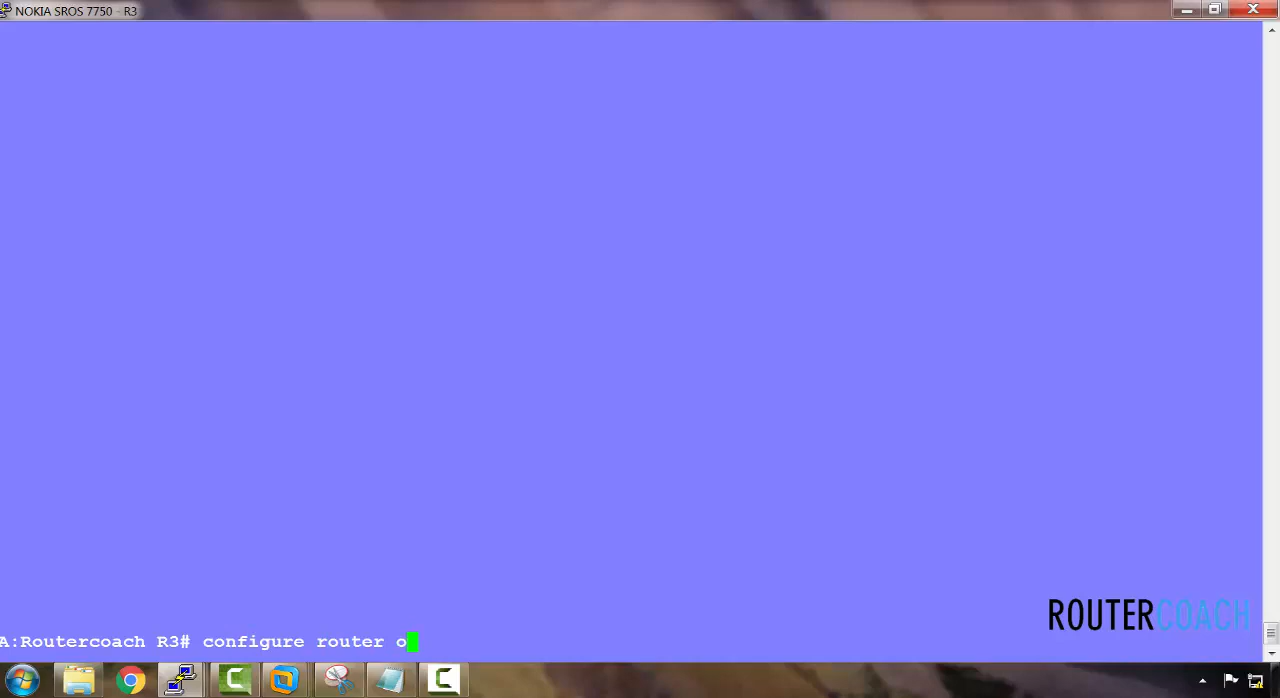 NOKIA SROS 7750 - R3
ROUTERCOACH
A:Routercoach R3# configure router o